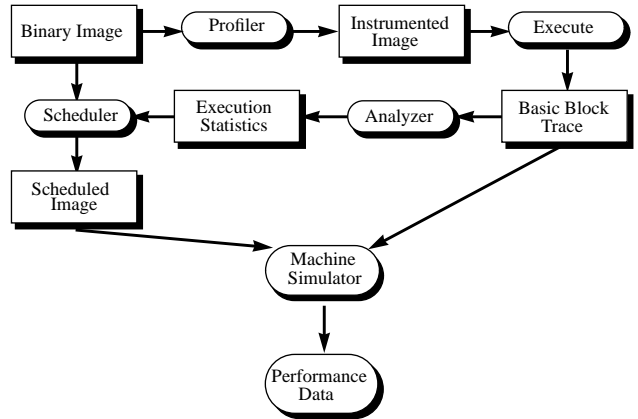 Binary Image
Profiler
Instrumented
Image
Execute
Scheduler
Execution
Statistics
Analyzer
Basic Block
Trace
Scheduled
Image
Machine
Simulator
Performance
Data